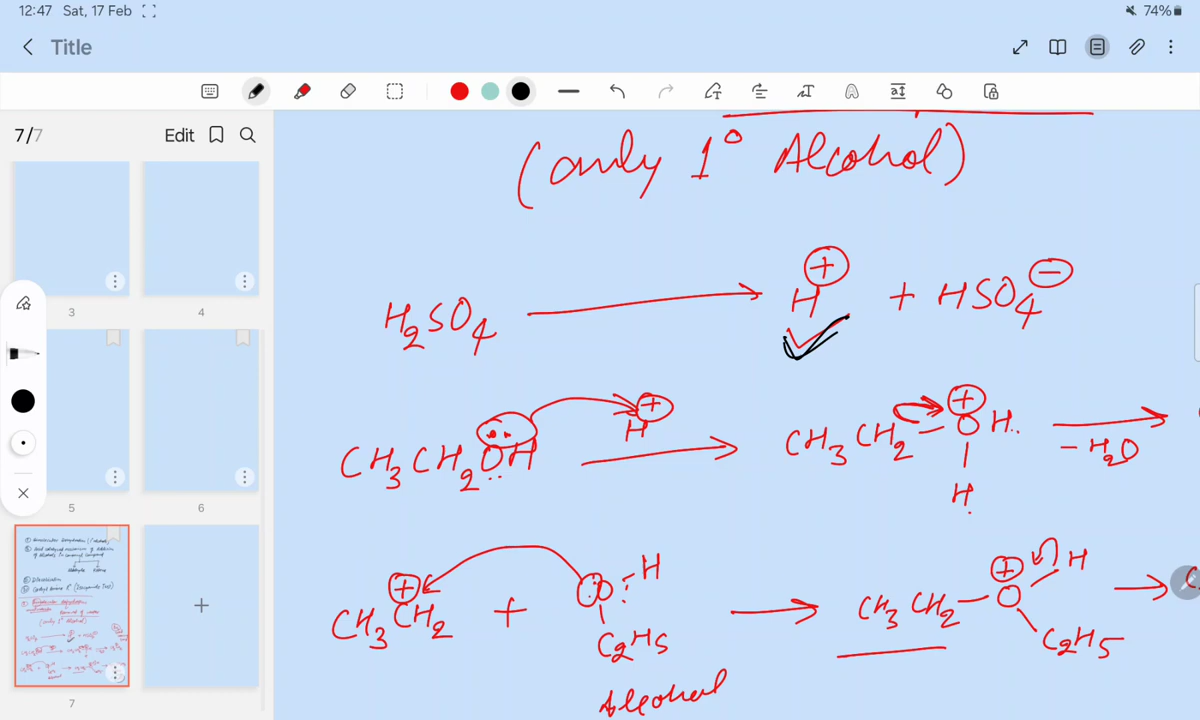 12:47 Sat, 17 Feb
74%
Title
7/7 Edit
3 4
5 6
7
(only 1° Alcohol)
H₂SO₄ ⟶ H⊕ + HSO₄⊖
CH₃CH₂OH H⊕ ⟶ CH₃CH₂–O⊕H ⟶
–H₂O
H
CH₃CH₂⊕ + O–H ⟶ CH₃CH₂–O⊕–H ⟶
C₂H₅ C₂H₅
Alcohol